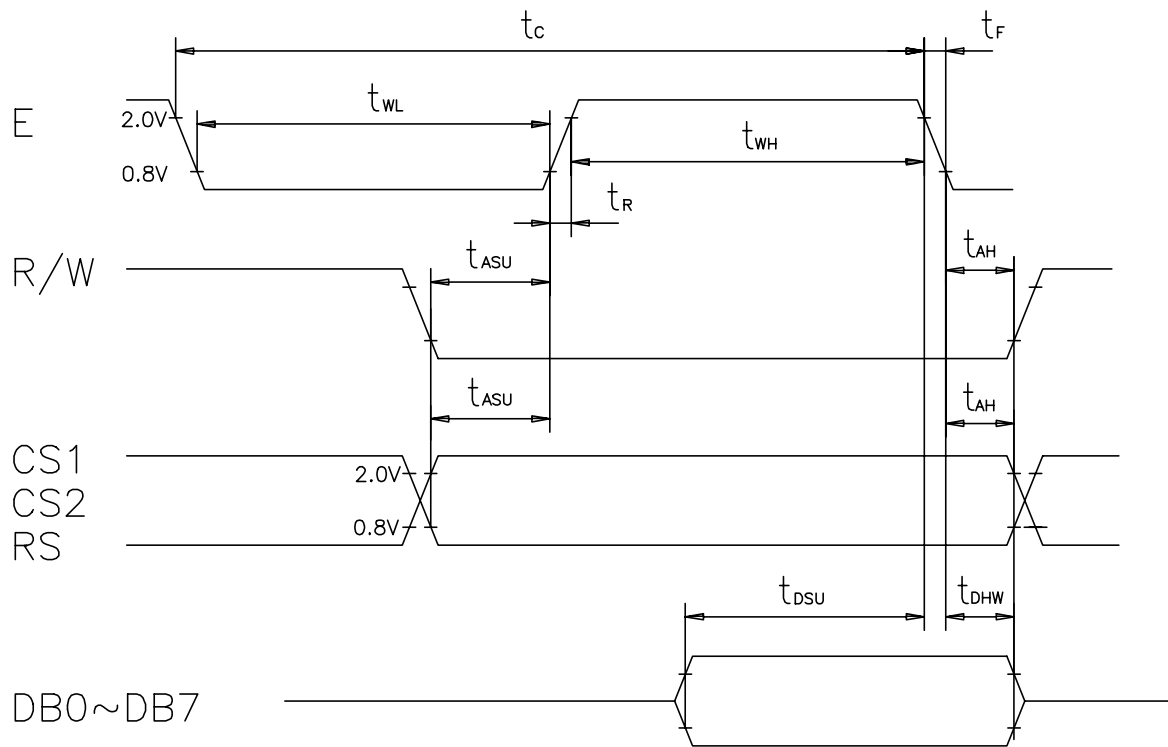 tC tF
E 2.0V tWL
0.8V tWH
tR
R/W tASU tAH
tASU tAH
CS1 2.0V
CS2
RS 0.8V
tDSU tDHW
DB0~DB7